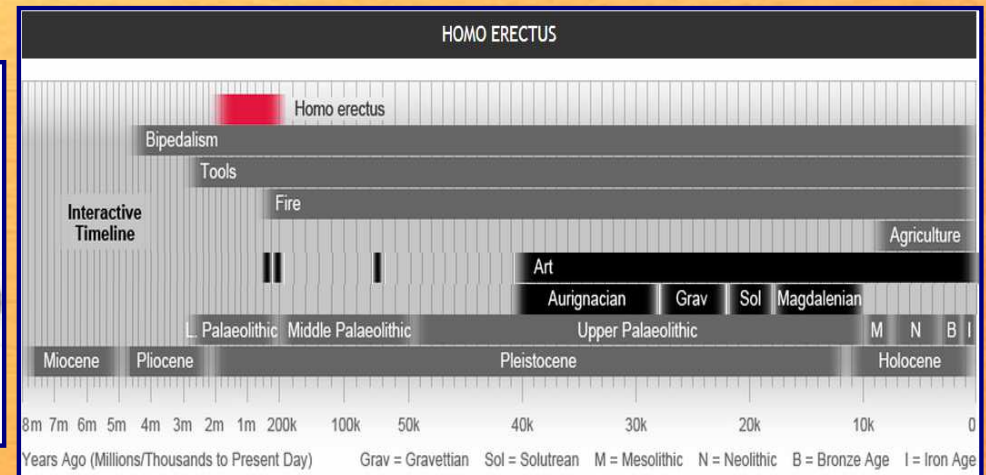 HOMO ERECTUS
Homo erectus
Bipedalism
Tools
Interactive
Timeline
Fire
Agriculture
Art
Aurignacian Grav Sol Magdalenian
L. Palaeolithic Middle Palaeolithic Upper Palaeolithic M N B I
Miocene Pliocene Pleistocene Holocene
8m 7m 6m 5m 4m 3m 2m 1m 200k 100k 50k 40k 30k 20k 10k 0
Years Ago (Millions/Thousands to Present Day) Grav = Gravettian Sol = Solutrean M = Mesolithic N = Neolithic B = Bronze Age I = Iron Age